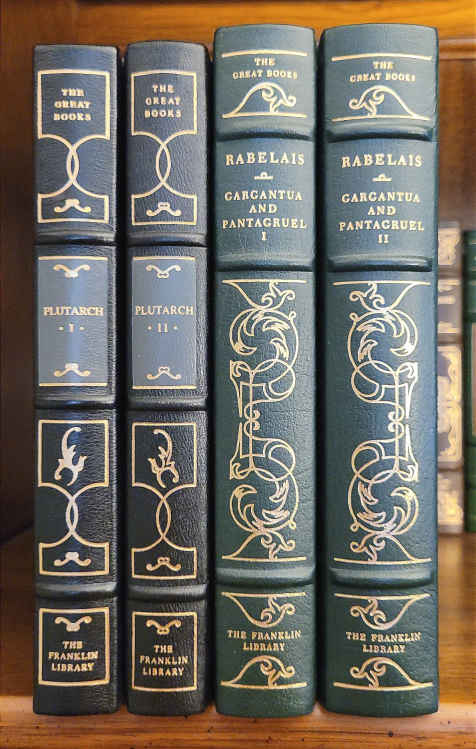 THE
GREAT
BOOKS
PLUTARCH
· I ·
THE
FRANKLIN
LIBRARY
THE
GREAT
BOOKS
PLUTARCH
· II ·
THE
FRANKLIN
LIBRARY
THE
GREAT BOOKS
RABELAIS
GARGANTUA
AND
PANTAGRUEL
I
THE FRANKLIN
LIBRARY
THE
GREAT BOOKS
RABELAIS
GARGANTUA
AND
PANTAGRUEL
II
THE FRANKLIN
LIBRARY